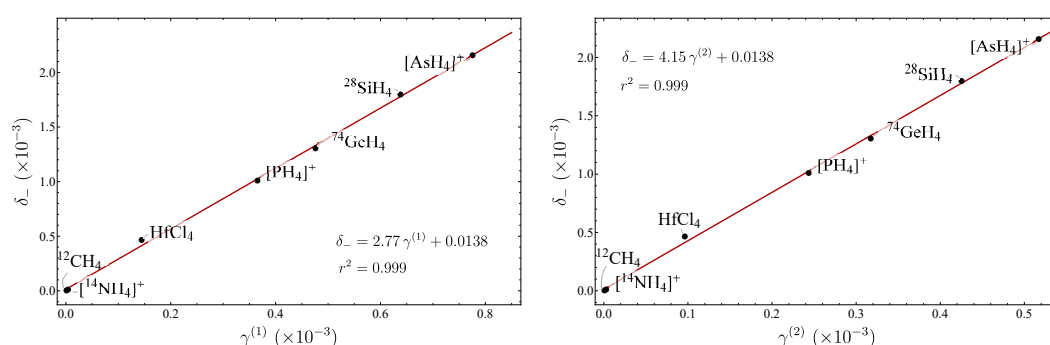 [AsH₄]⁺
²⁸SiH₄
⁷⁴GeH₄
[PH₄]⁺
HfCl₄
¹²CH₄
[¹⁴NH₄]⁺
δ₋ = 2.77 γ⁽¹⁾ + 0.0138
r² = 0.999
2.0
1.5
1.0
0.5
0.0
δ₋ (×10⁻³)
0.0 0.2 0.4 0.6 0.8
γ⁽¹⁾ (×10⁻³)
δ₋ = 4.15 γ⁽²⁾ + 0.0138
r² = 0.999
[AsH₄]⁺
²⁸SiH₄
⁷⁴GeH₄
[PH₄]⁺
HfCl₄
¹²CH₄
[¹⁴NH₄]⁺
2.0
1.5
1.0
0.5
0.0
δ₋ (×10⁻³)
0.0 0.1 0.2 0.3 0.4 0.5
γ⁽²⁾ (×10⁻³)